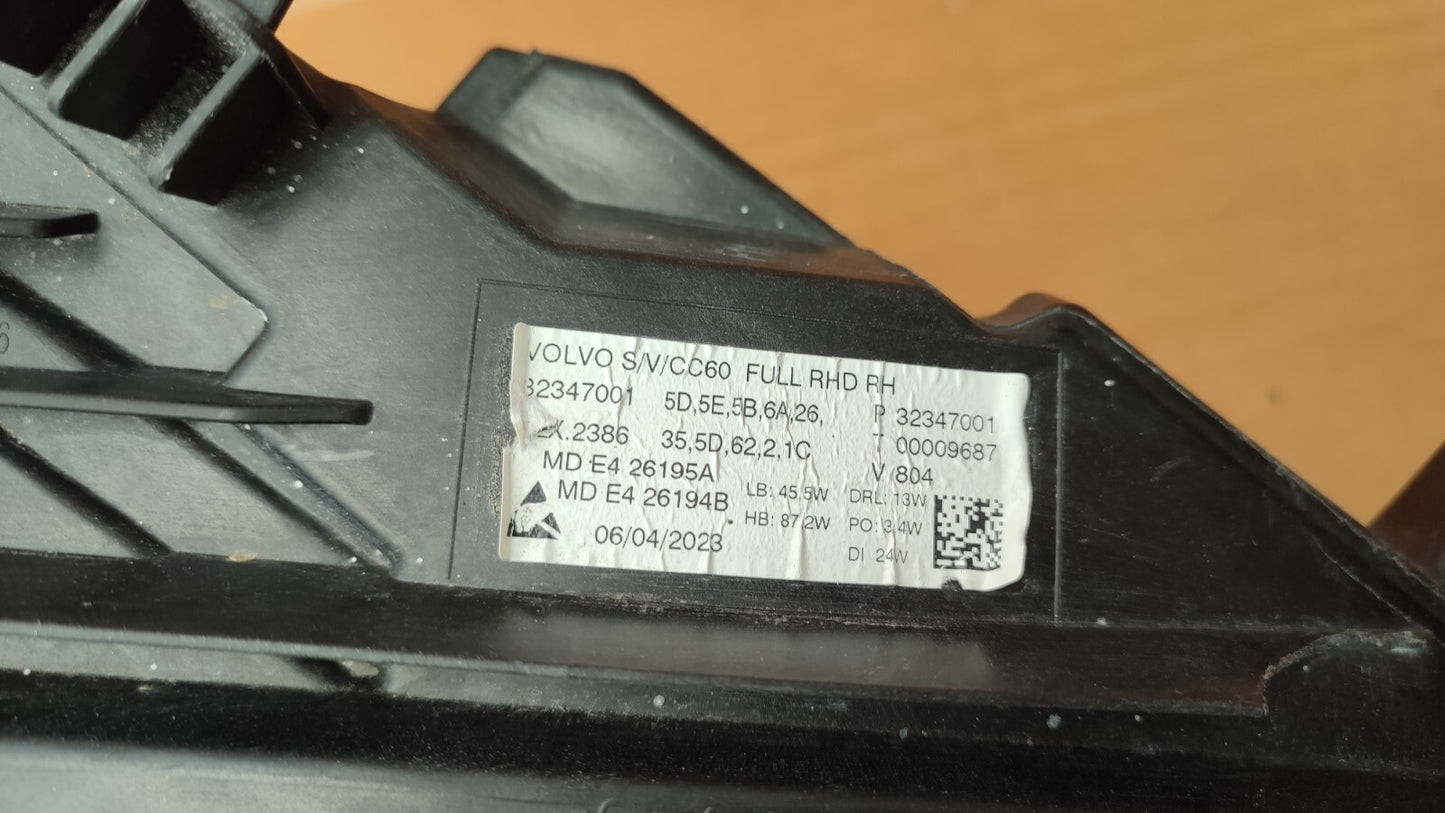 VOLVO S/V/CC60 FULL RHD RH
32347001 5D,5E,5B,6A,26, P 32347001
2X.2386 35,5D,62,2,1C T 00009687
MD E4 26195A V 804
MD E4 26194B LB: 45,5W DRL: 13W
HB: 87,2W PO: 3,4W
06/04/2023 DI 24W